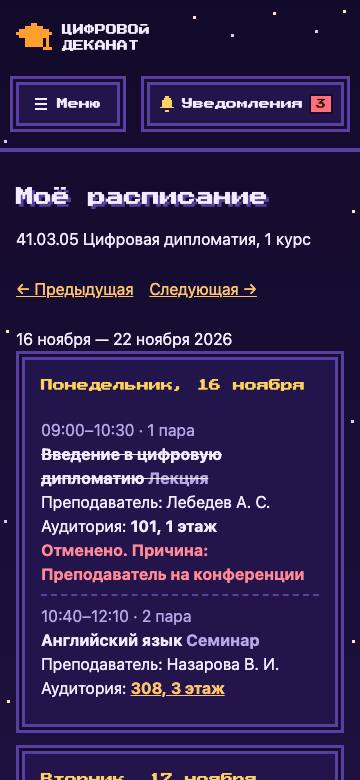 ЦИФРОВОЙ
ДЕКАНАТ
☰ Меню
Уведомления 3
Моё расписание
41.03.05 Цифровая дипломатия, 1 курс
← Предыдущая Следующая →
16 ноября — 22 ноября 2026
Понедельник, 16 ноября
09:00–10:30 · 1 пара
Введение в цифровую
дипломатию Лекция
Преподаватель: Лебедев А. С.
Аудитория: 101, 1 этаж
Отменено. Причина:
Преподаватель на конференции
10:40–12:10 · 2 пара
Английский язык Семинар
Преподаватель: Назарова В. И.
Аудитория: 308, 3 этаж
Вторник, 17 ноября